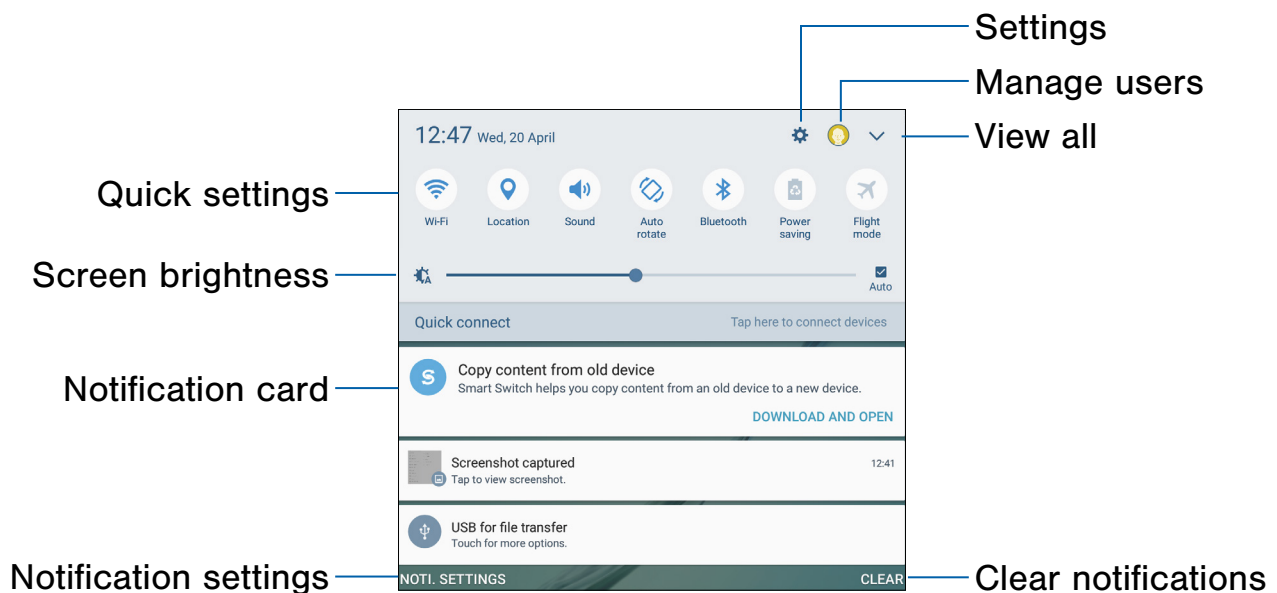 Settings
Manage users
View all
12:47 Wed, 20 April
Quick settings
Wi-Fi
Location
Sound
Auto
rotate
Bluetooth
Power
saving
Flight
mode
Screen brightness
A
Auto
Quick connect
Tap here to connect devices
Notification card
S
Copy content from old device
Smart Switch helps you copy content from an old device to a new device.
DOWNLOAD AND OPEN
Screenshot captured
12:41
Tap to view screenshot.
USB for file transfer
Touch for more options.
Notification settings
NOTI. SETTINGS
CLEAR
Clear notifications